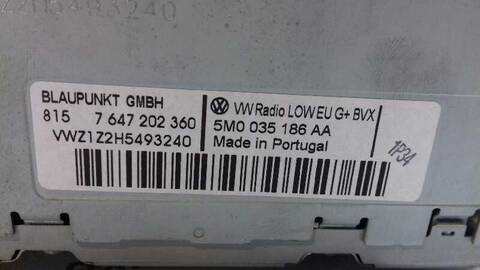 Z2H5493240
BLAUPUNKT GMBH
815 7 647 202 360
VWZ1Z2H5493240
VW Radio LOW EU G+ BVX
5M0 035 186 AA
Made in Portugal
1P34